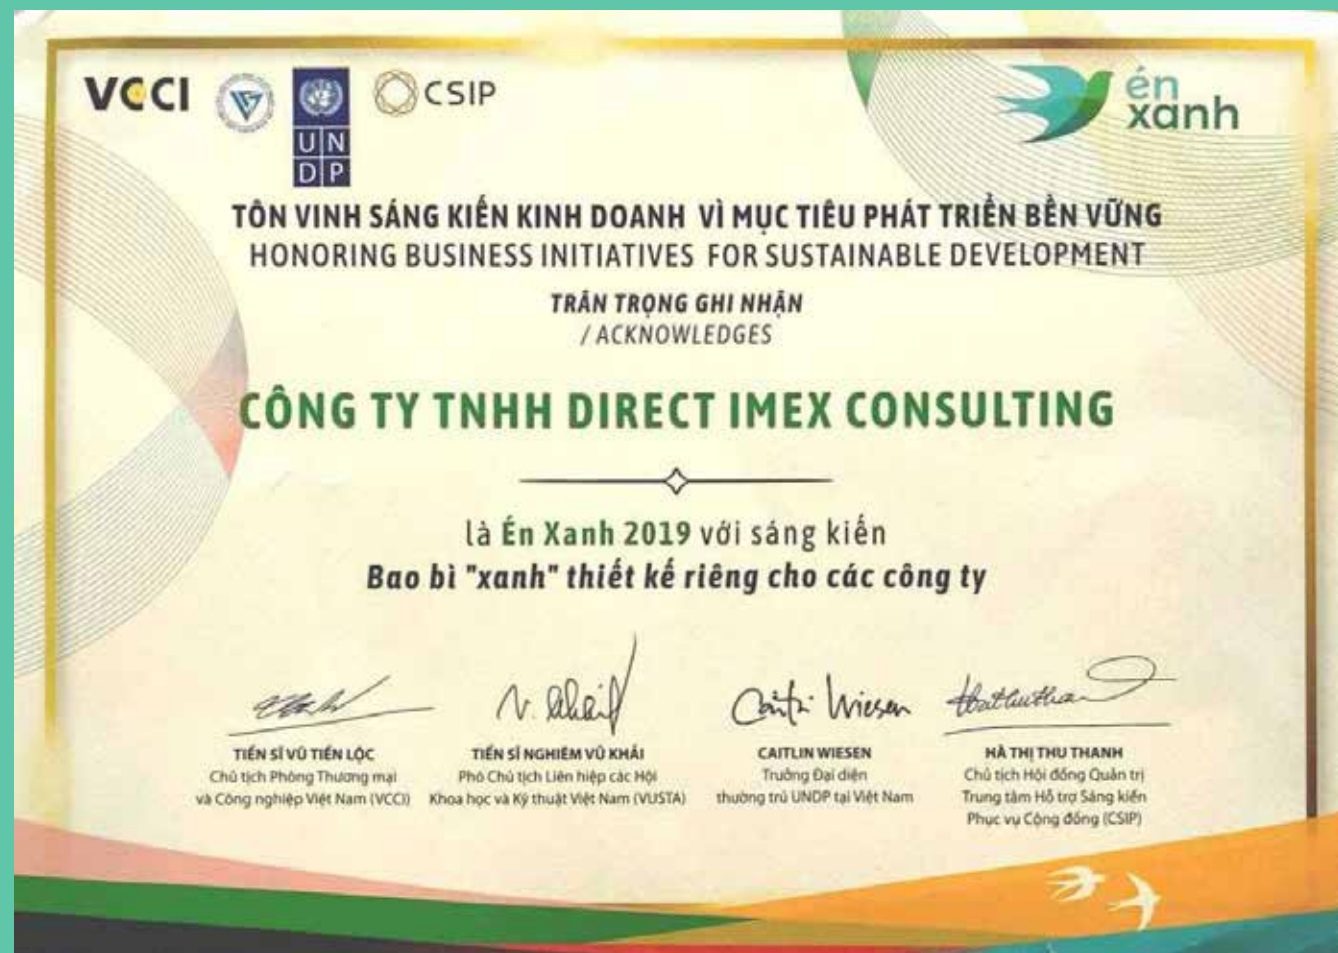 VCCI
UNDP
CSIP
én
xanh
TÔN VINH SÁNG KIẾN KINH DOANH VÌ MỤC TIÊU PHÁT TRIỂN BỀN VỮNG
HONORING BUSINESS INITIATIVES FOR SUSTAINABLE DEVELOPMENT
TRÂN TRỌNG GHI NHẬN
/ ACKNOWLEDGES
CÔNG TY TNHH DIRECT IMEX CONSULTING
là Én Xanh 2019 với sáng kiến
Bao bì "xanh" thiết kế riêng cho các công ty
Caitlin Wiesen
TIẾN SĨ VŨ TIẾN LỘC
Chủ tịch Phòng Thương mại
và Công nghiệp Việt Nam (VCCI)
TIẾN SĨ NGHIÊM VŨ KHẢI
Phó Chủ tịch Liên hiệp các Hội
Khoa học và Kỹ thuật Việt Nam (VUSTA)
CAITLIN WIESEN
Trưởng Đại diện
thường trú UNDP tại Việt Nam
HÀ THỊ THU THANH
Chủ tịch Hội đồng Quản trị
Trung tâm Hỗ trợ Sáng kiến
Phục vụ Cộng đồng (CSIP)